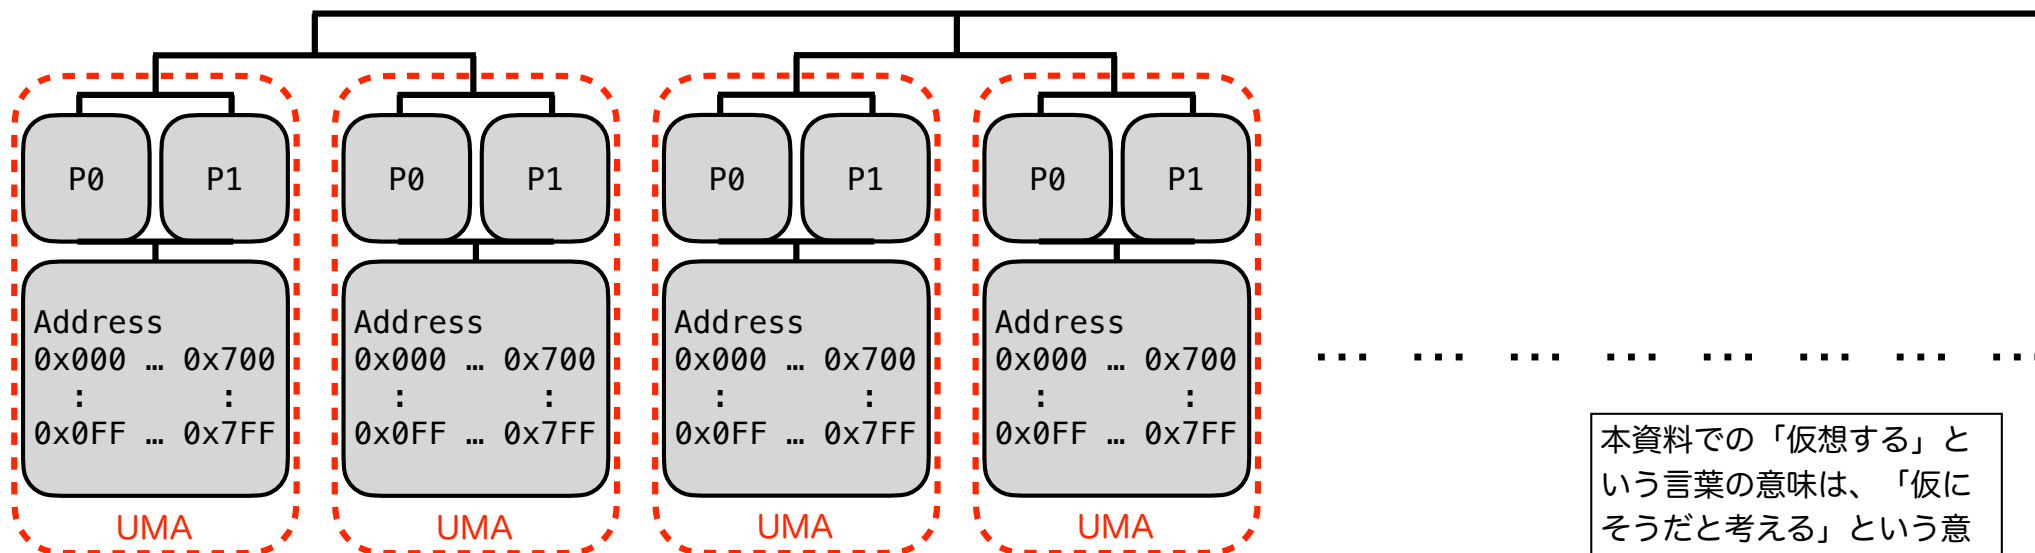 P0 P1 P0 P1 P0 P1 P0 P1
Address
0x000 … 0x700
: :
0x0FF … 0x7FF
UMA
Address
0x000 … 0x700
: :
0x0FF … 0x7FF
UMA
Address
0x000 … 0x700
: :
0x0FF … 0x7FF
UMA
Address
0x000 … 0x700
: :
0x0FF … 0x7FF
UMA
… … … … … … … …
本資料での「仮想する」と
いう言葉の意味は、「仮に
そうだと考える」という意